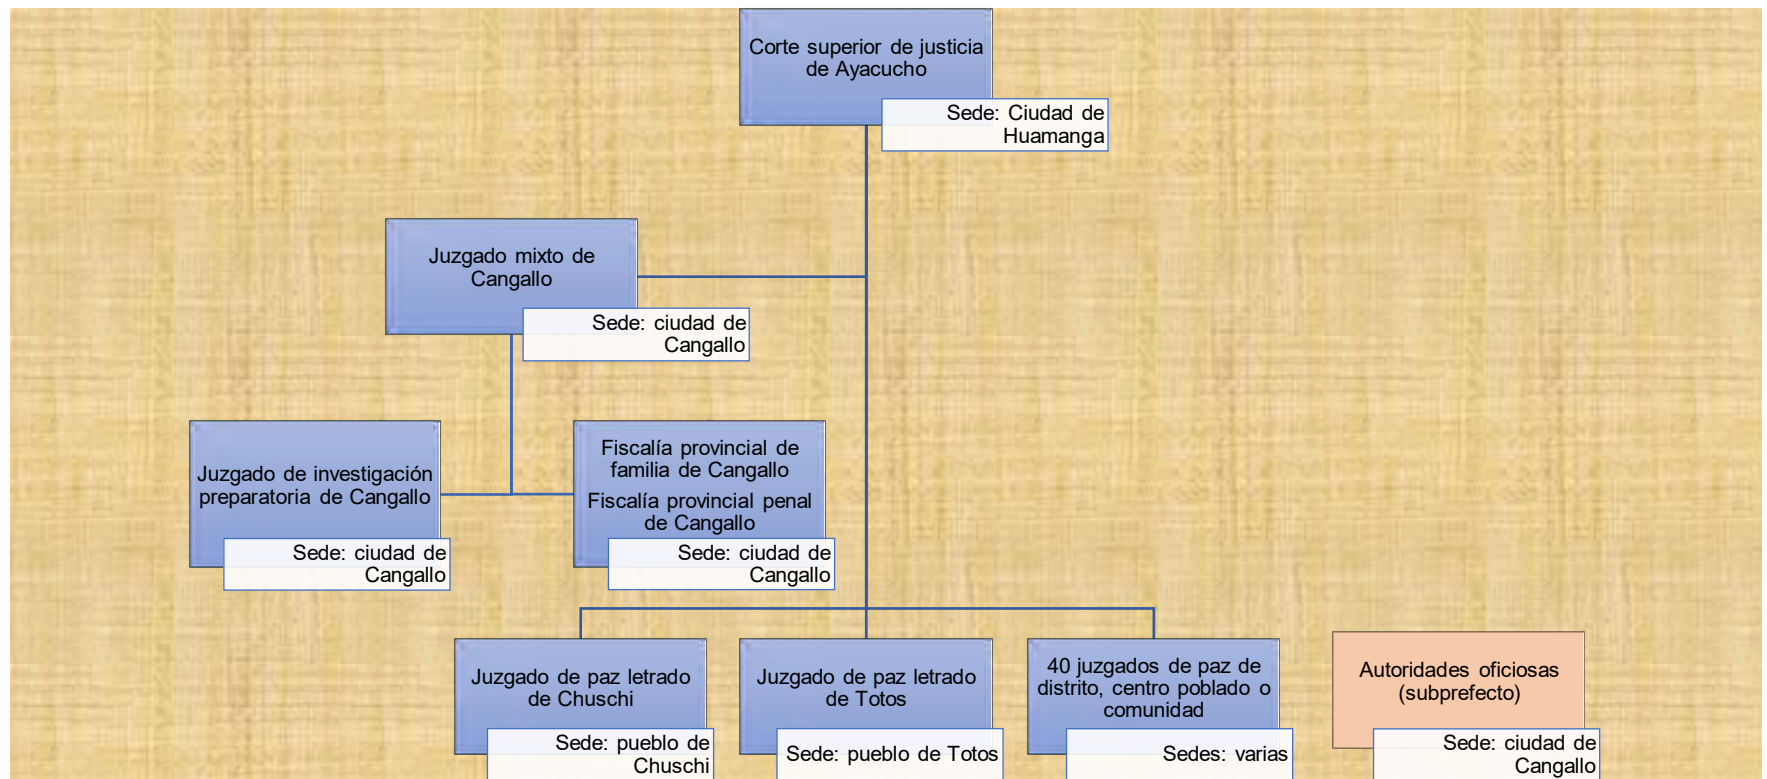 Corte superior de justicia
de Ayacucho
Sede: Ciudad de
Huamanga
Juzgado mixto de
Cangallo
Sede: ciudad de
Cangallo
Juzgado de investigación
preparatoria de Cangallo
Sede: ciudad de
Cangallo
Fiscalía provincial de
familia de Cangallo
Fiscalía provincial penal
de Cangallo
Sede: ciudad de
Cangallo
Juzgado de paz letrado
de Chuschi
Sede: pueblo de
Chuschi
Juzgado de paz letrado
de Totos
Sede: pueblo de Totos
40 juzgados de paz de
distrito, centro poblado o
comunidad
Sedes: varias
Autoridades oficiosas
(subprefecto)
Sede: ciudad de
Cangallo